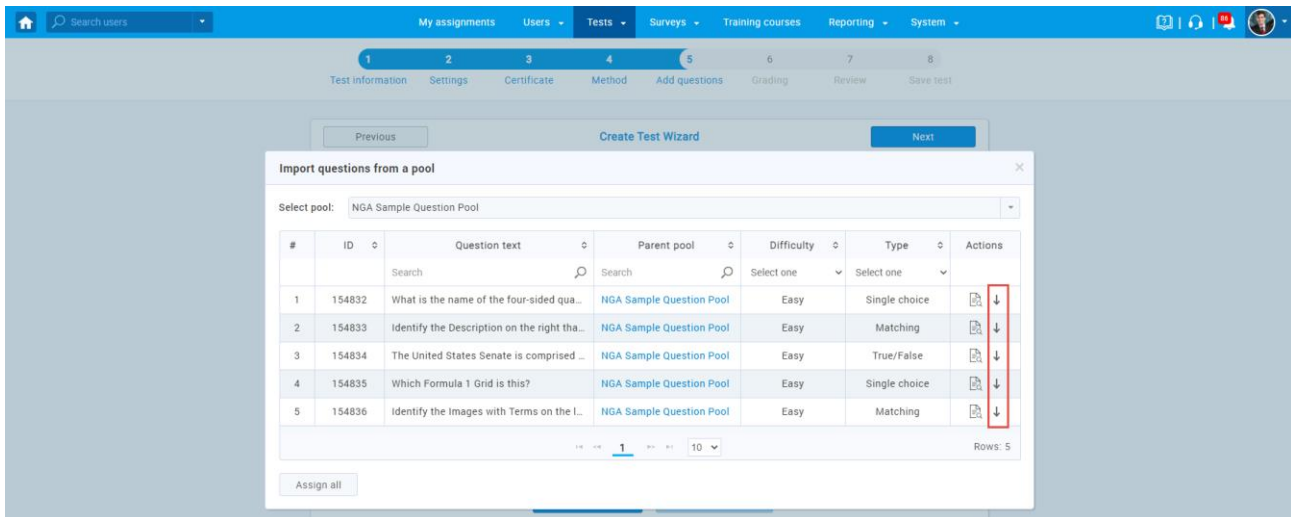 Search users My assignments Users Tests Surveys Training courses Reporting System 86
1 2 3 4 5 6 7 8
Test information Settings Certificate Method Add questions Grading Review Save test
Previous Create Test Wizard Next
Import questions from a pool
Select pool: NGA Sample Question Pool
# ID Question text Parent pool Difficulty Type Actions
Search Search Select one Select one
1 154832 What is the name of the four-sided qua... NGA Sample Question Pool Easy Single choice
2 154833 Identify the Description on the right tha... NGA Sample Question Pool Easy Matching
3 154834 The United States Senate is comprised ... NGA Sample Question Pool Easy True/False
4 154835 Which Formula 1 Grid is this? NGA Sample Question Pool Easy Single choice
5 154836 Identify the Images with Terms on the l... NGA Sample Question Pool Easy Matching
1 10 Rows: 5
Assign all